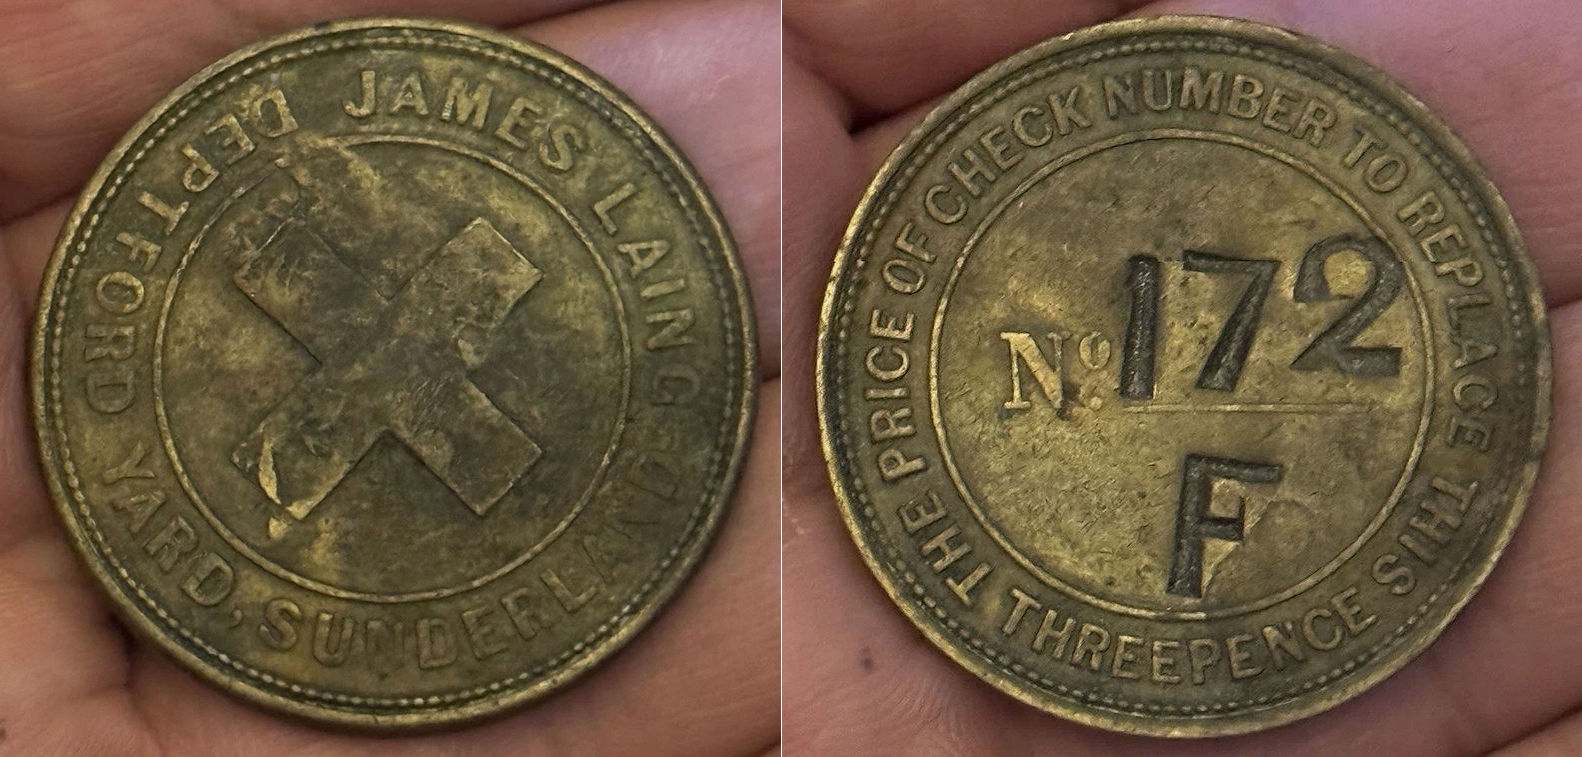 JAMES LAING
DEPTFORD YARD, SUNDERLAND
THE PRICE OF CHECK NUMBER TO REPLACE THIS
THREEPENCE
Nº 172
F